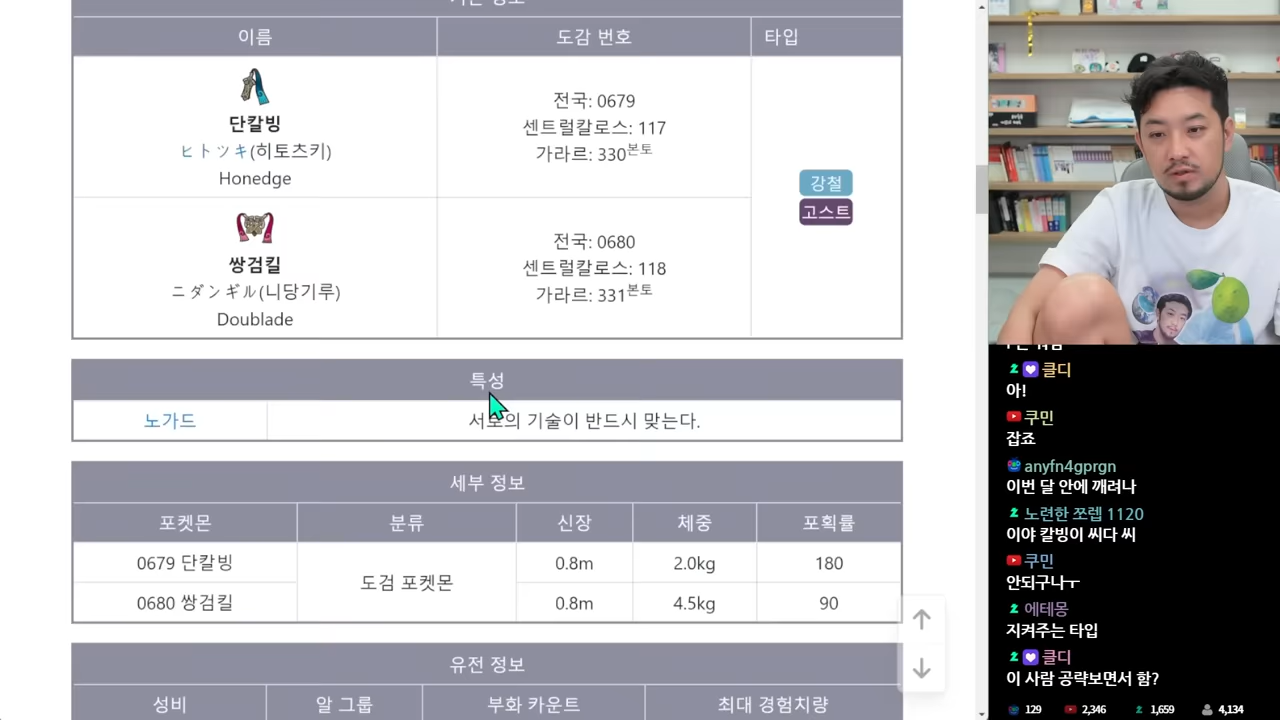 기본 정보
이름
도감 번호
타입
단칼빙
ヒトツキ(히토츠키)
Honedge
전국: 0679
센트럴칼로스: 117
가라르: 330본토
강철
고스트
쌍검킬
ニダンギル(니당기루)
Doublade
전국: 0680
센트럴칼로스: 118
가라르: 331본토
특성
노가드
서로의 기술이 반드시 맞는다.
세부 정보
포켓몬
분류
신장
체중
포획률
0679 단칼빙
도검 포켓몬
0.8m
2.0kg
180
0680 쌍검킬
0.8m
4.5kg
90
유전 정보
성비
알 그룹
부화 카운트
최대 경험치량
클디
아!
쿠민
잡죠
anyfn4gprgn
이번 달 안에 깨려나
노련한 쪼렙 1120
이야 칼빙이 씨다 씨
쿠민
안되구나ㅜ
에테몽
지켜주는 타입
클디
이 사람 공략보면서 함?
129
2,346
1,659
4,134